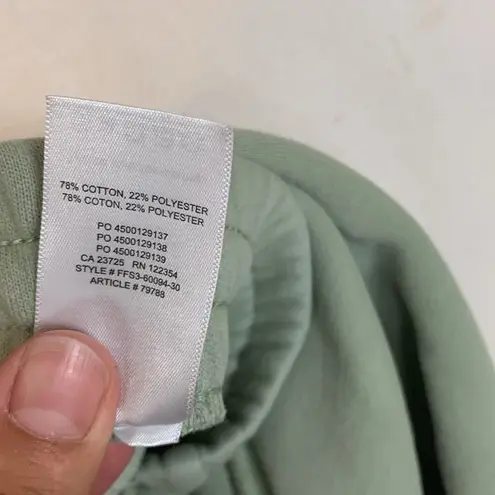 78% COTTON, 22% POLYESTER
78% COTON, 22% POLYESTER
PO 4500129137
PO 4500129138
PO 4500129139
CA 23725 RN 122354
STYLE # FFS3-60094-30
ARTICLE # 79788